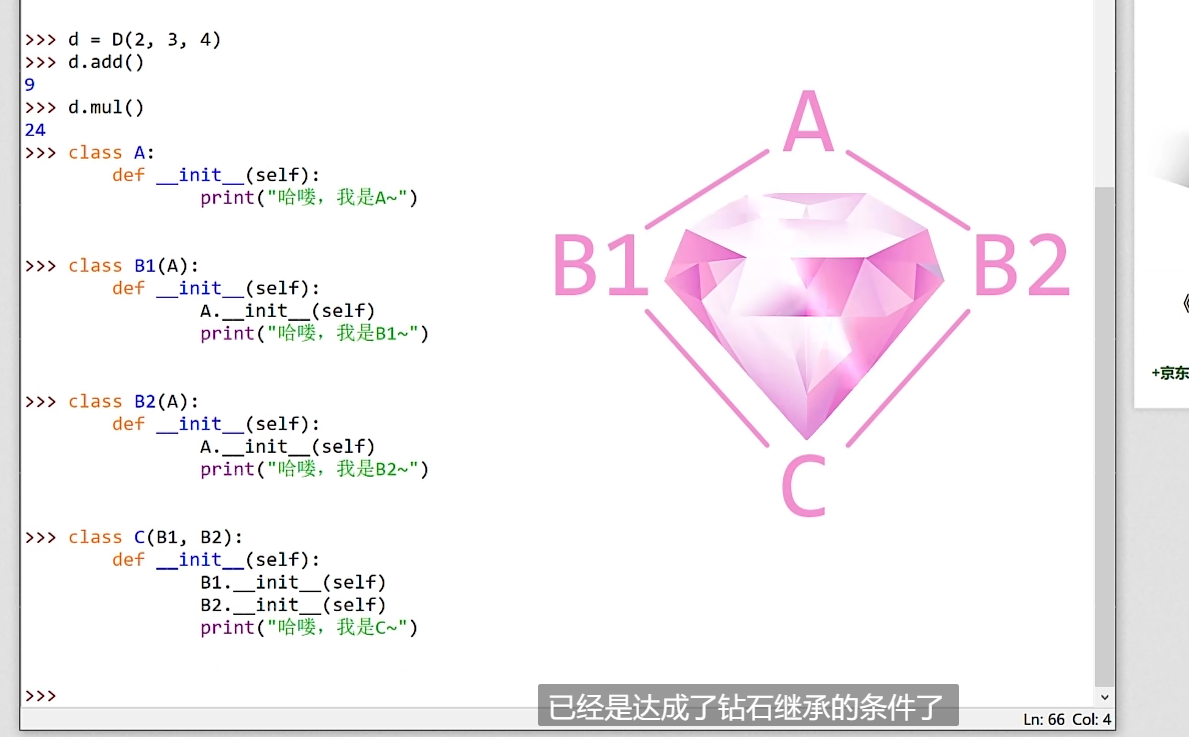 >>> d = D(2, 3, 4)
>>> d.add()
9
>>> d.mul()
24
>>> class A:
        def __init__(self):
                print("哈喽，我是A~")
>>> class B1(A):
        def __init__(self):
                A.__init__(self)
                print("哈喽，我是B1~")
>>> class B2(A):
        def __init__(self):
                A.__init__(self)
                print("哈喽，我是B2~")
>>> class C(B1, B2):
        def __init__(self):
                B1.__init__(self)
                B2.__init__(self)
                print("哈喽，我是C~")
>>>
A
B1
B2
C
已经是达成了钻石继承的条件了
Ln: 66 Col: 4
《
+京东